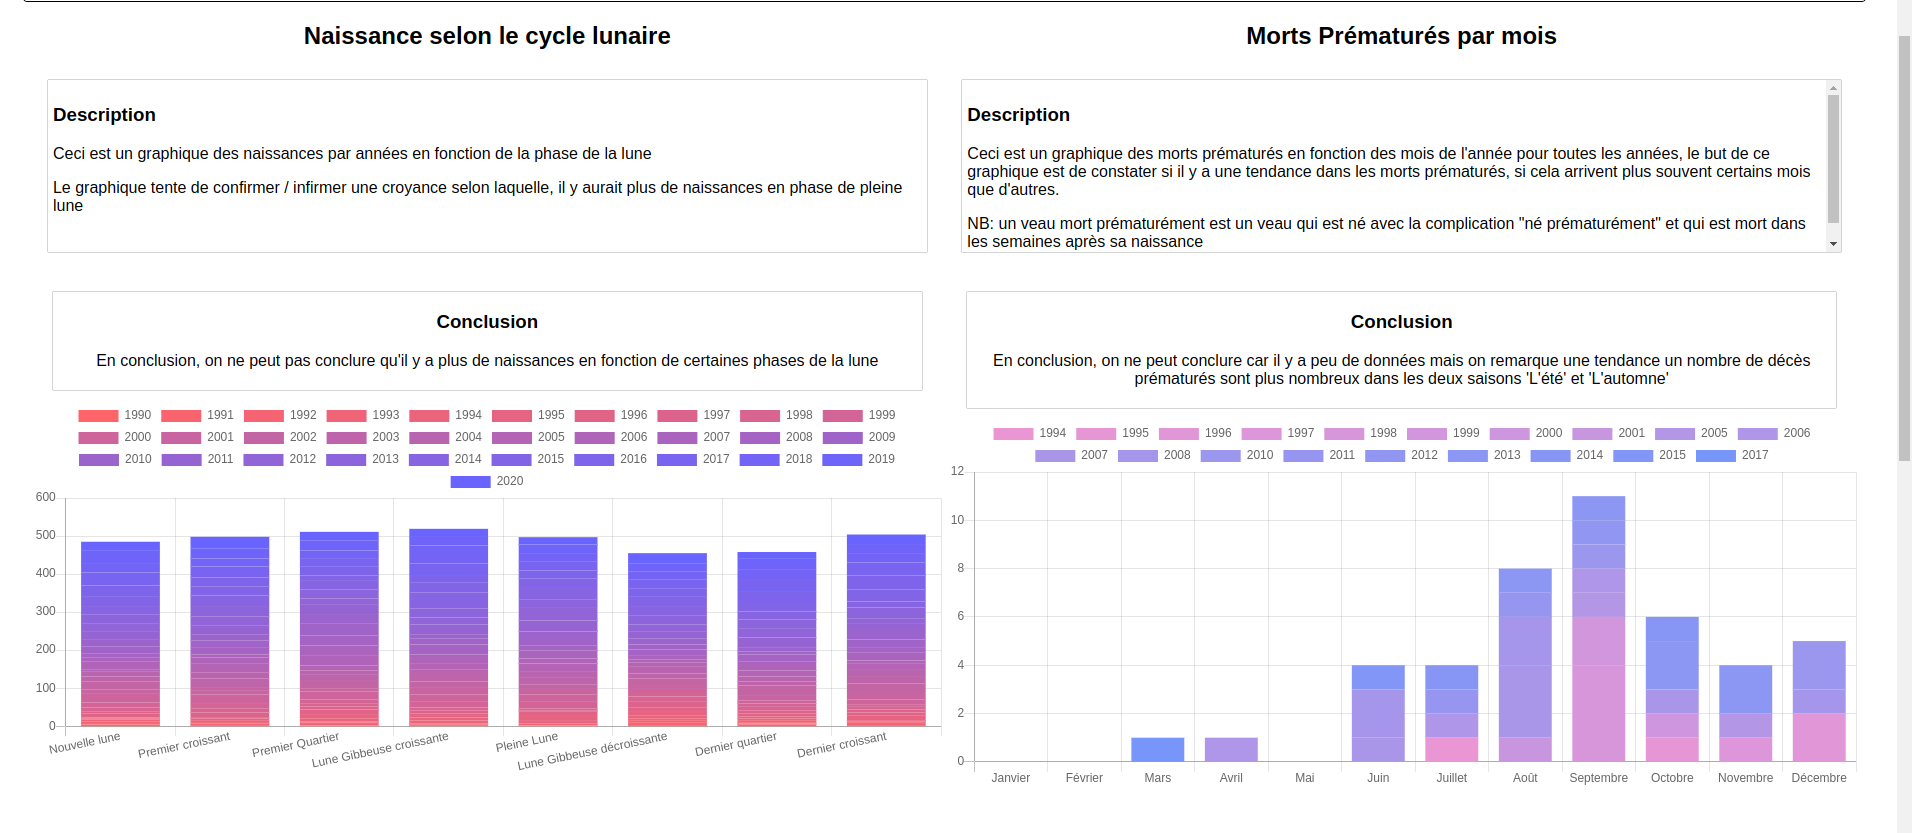 Naissance selon le cycle lunaire
Description
Ceci est un graphique des naissances par années en fonction de la phase de la lune
Le graphique tente de confirmer / infirmer une croyance selon laquelle, il y aurait plus de naissances en phase de pleine
lune
Conclusion
En conclusion, on ne peut pas conclure qu'il y a plus de naissances en fonction de certaines phases de la lune
1990 1991 1992 1993 1994 1995 1996 1997 1998 1999
2000 2001 2002 2003 2004 2005 2006 2007 2008 2009
2010 2011 2012 2013 2014 2015 2016 2017 2018 2019
2020
600
500
400
300
200
100
0
Nouvelle lune Premier croissant Premier Quartier Lune Gibbeuse croissante Pleine Lune Lune Gibbeuse décroissante Dernier quartier Dernier croissant
Morts Prématurés par mois
Description
Ceci est un graphique des morts prématurés en fonction des mois de l'année pour toutes les années, le but de ce
graphique est de constater si il y a une tendance dans les morts prématurés, si cela arrivent plus souvent certains mois
que d'autres.
NB: un veau mort prématurément est un veau qui est né avec la complication "né prématurément" et qui est mort dans
les semaines après sa naissance
Conclusion
En conclusion, on ne peut conclure car il y a peu de données mais on remarque une tendance un nombre de décès
prématurés sont plus nombreux dans les deux saisons 'L'été' et 'L'automne'
1994 1995 1996 1997 1998 1999 2000 2001 2005 2006
2007 2008 2010 2011 2012 2013 2014 2015 2017
12
10
8
6
4
2
0
Janvier Février Mars Avril Mai Juin Juillet Août Septembre Octobre Novembre Décembre